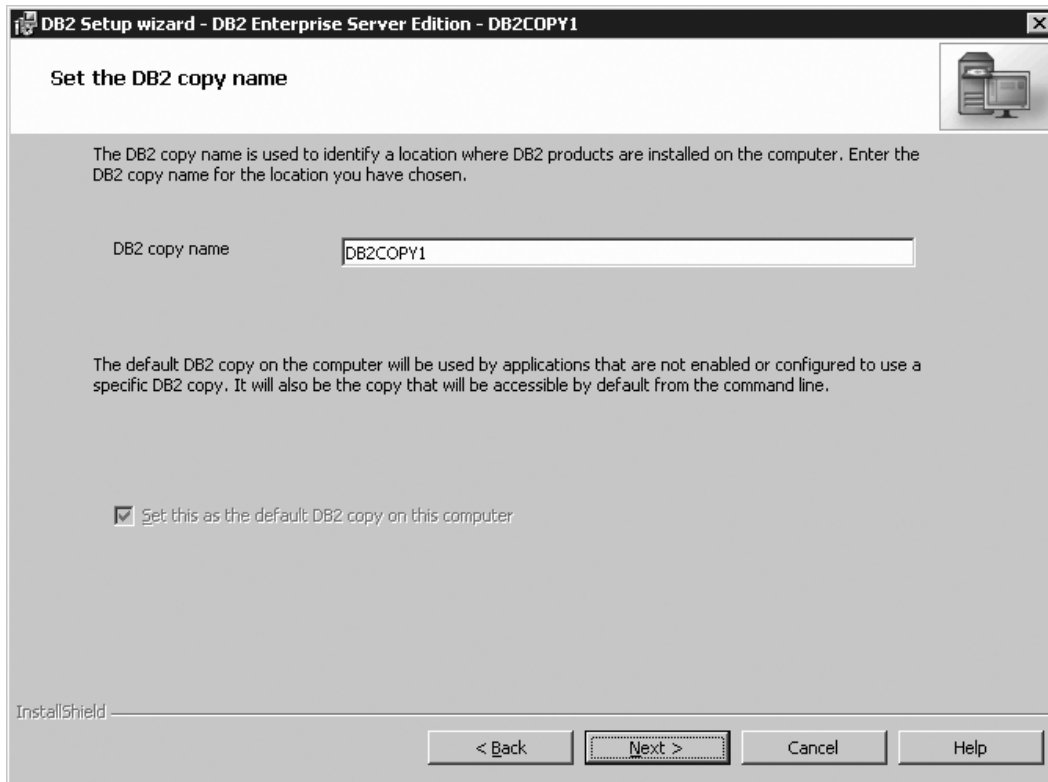 DB2 Setup wizard - DB2 Enterprise Server Edition - DB2COPY1
Set the DB2 copy name
The DB2 copy name is used to identify a location where DB2 products are installed on the computer. Enter the
DB2 copy name for the location you have chosen.
DB2 copy name
DB2COPY1
The default DB2 copy on the computer will be used by applications that are not enabled or configured to use a
specific DB2 copy. It will also be the copy that will be accessible by default from the command line.
Set this as the default DB2 copy on this computer
InstallShield
< Back
Next >
Cancel
Help